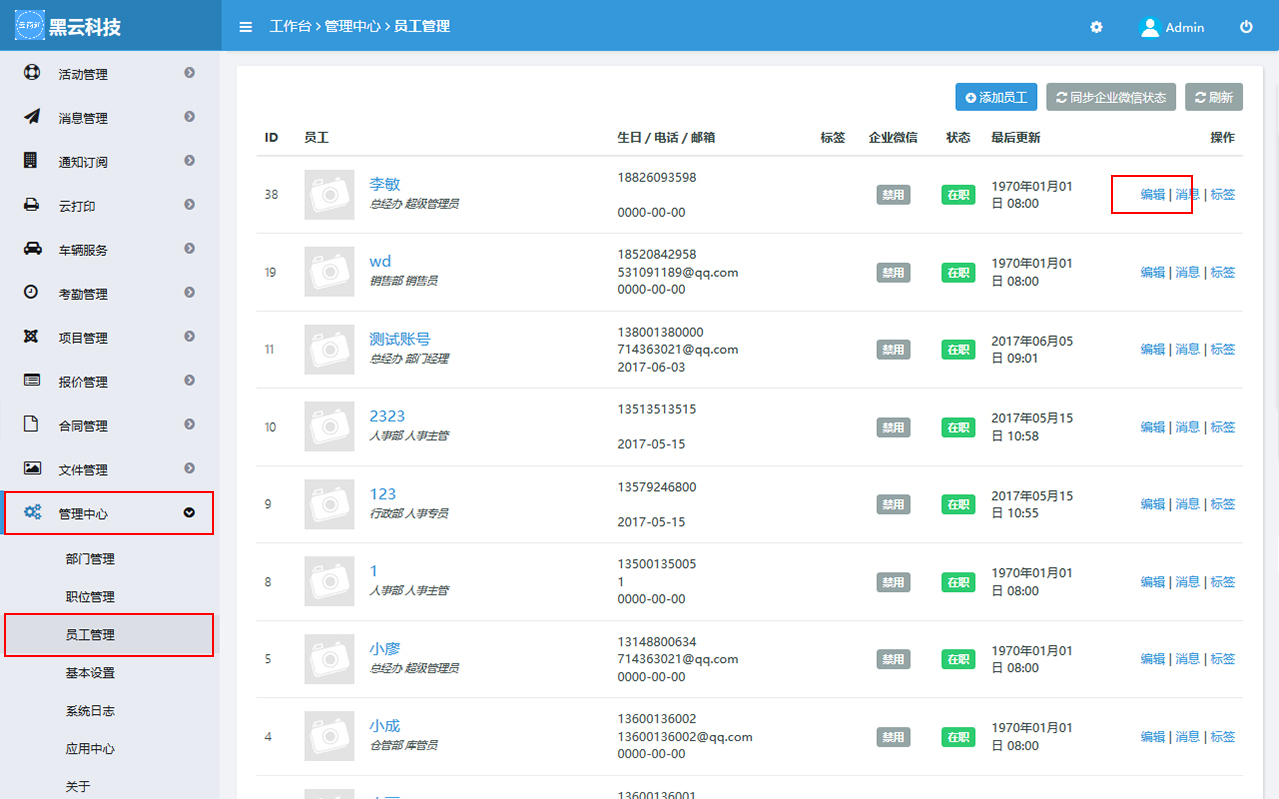 黑云科技
工作台 > 管理中心 > 员工管理
Admin
活动管理
消息管理
通知订阅
云打印
车辆服务
考勤管理
项目管理
报价管理
合同管理
文件管理
管理中心
部门管理
职位管理
员工管理
基本设置
系统日志
应用中心
关于
添加员工 同步企业微信状态 刷新
ID 员工 生日 / 电话 / 邮箱 标签 企业微信 状态 最后更新 操作
38 李敏 总经办 超级管理员 18826093598 0000-00-00 禁用 在职 1970年01月01日 08:00 编辑 | 消息 | 标签
19 wd 销售部 销售员 18520842958 531091189@qq.com 0000-00-00 禁用 在职 1970年01月01日 08:00 编辑 | 消息 | 标签
11 测试账号 总经办 部门经理 138001380000 714363021@qq.com 2017-06-03 禁用 在职 2017年06月05日 09:01 编辑 | 消息 | 标签
10 2323 人事部 人事主管 13513513515 2017-05-15 禁用 在职 2017年05月15日 10:58 编辑 | 消息 | 标签
9 123 行政部 人事专员 13579246800 2017-05-15 禁用 在职 2017年05月15日 10:55 编辑 | 消息 | 标签
8 1 人事部 人事主管 13500135005 1 0000-00-00 禁用 在职 1970年01月01日 08:00 编辑 | 消息 | 标签
5 小廖 总经办 超级管理员 13148800634 714363021@qq.com 0000-00-00 禁用 在职 1970年01月01日 08:00 编辑 | 消息 | 标签
4 小成 仓管部 库管员 13600136002 13600136002@qq.com 0000-00-00 禁用 在职 1970年01月01日 08:00 编辑 | 消息 | 标签
13600136001